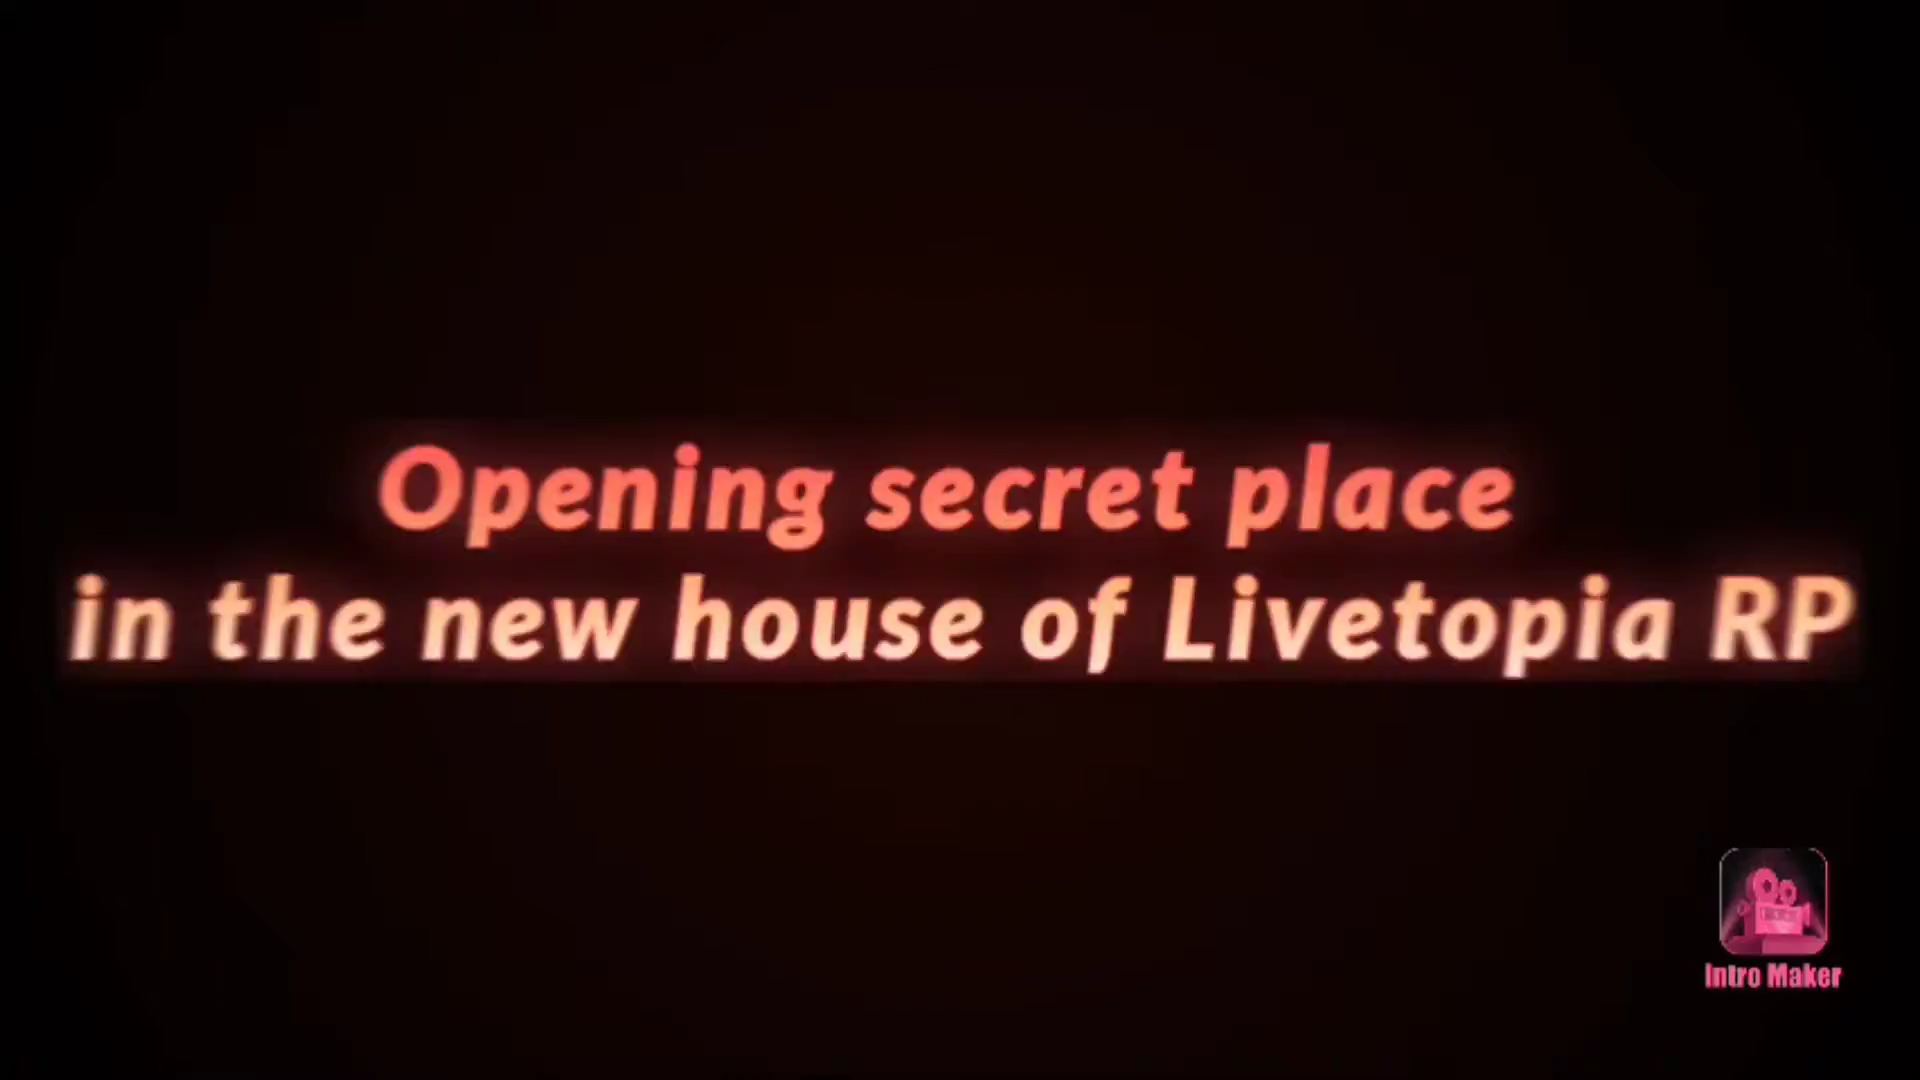 Opening secret place
in the new house of Livetopia RP
Intro Maker